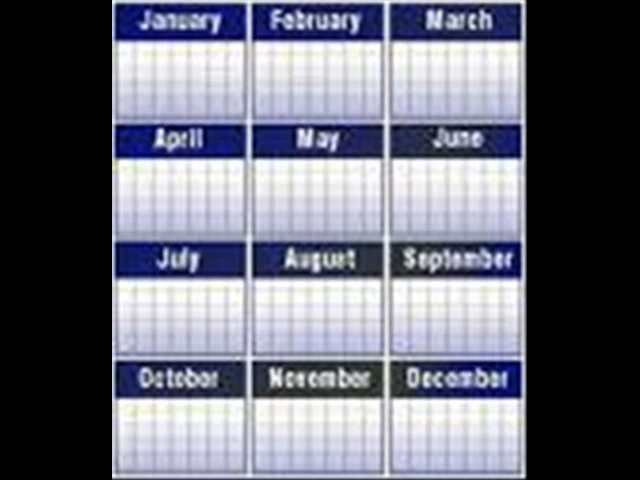 January February March
April May June
July August September
October November December